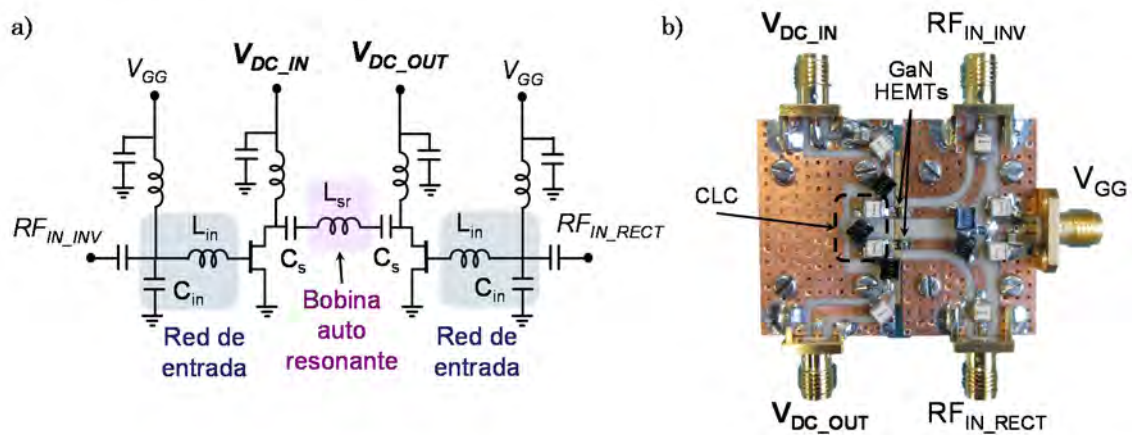 a)
V_GG
V_DC_IN
V_DC_OUT
V_GG
L_sr
RF_IN_INV
L_in
L_in
RF_IN_RECT
C_in
C_s
C_s
C_in
Red de
entrada
Bobina
auto
resonante
Red de
entrada
b)
V_DC_IN
RF_IN_INV
GaN
HEMTs
CLC
V_GG
V_DC_OUT
RF_IN_RECT